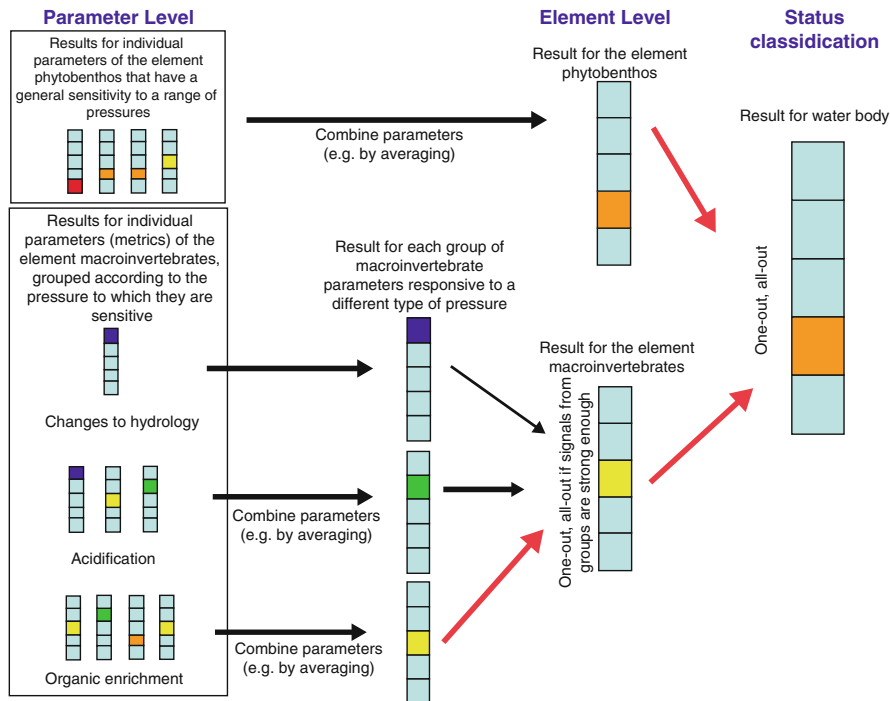 Parameter Level
Element Level
Status
classidication
Results for individual
parameters of the element
phytobenthos that have a
general sensitivity to a range of
pressures
Combine parameters
(e.g. by averaging)
Result for the element
phytobenthos
Result for water body
One-out, all-out
Results for individual
parameters (metrics) of the
element macroinvertebrates,
grouped according to the
pressure to which they are
sensitive
Changes to hydrology
Acidification
Organic enrichment
Combine parameters
(e.g. by averaging)
Combine parameters
(e.g. by averaging)
Result for each group of
macroinvertebrate
parameters responsive to a
different type of pressure
Result for the element
macroinvertebrates
One-out, all-out if signals from
groups are strong enough